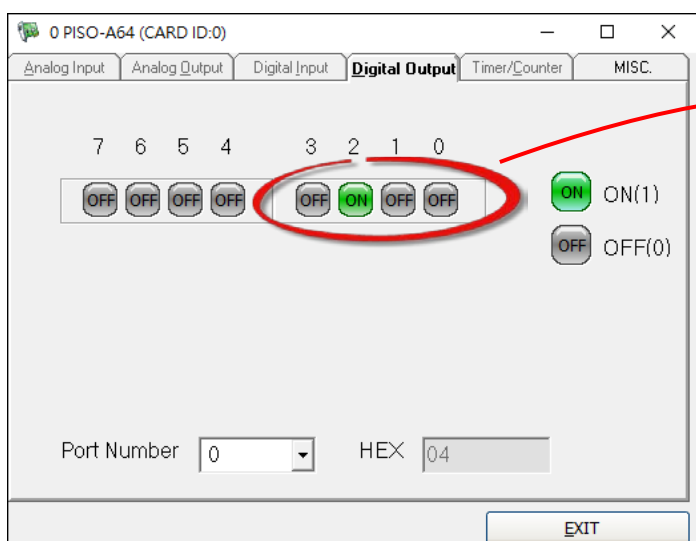 0 PISO-A64 (CARD ID:0)
Analog Input Analog Output Digital Input Digital Output Timer/Counter MISC.
7 6 5 4 3 2 1 0
OFF OFF OFF OFF OFF ON OFF OFF ON ON(1)
OFF OFF(0)
Port Number 0 HEX 04
EXIT